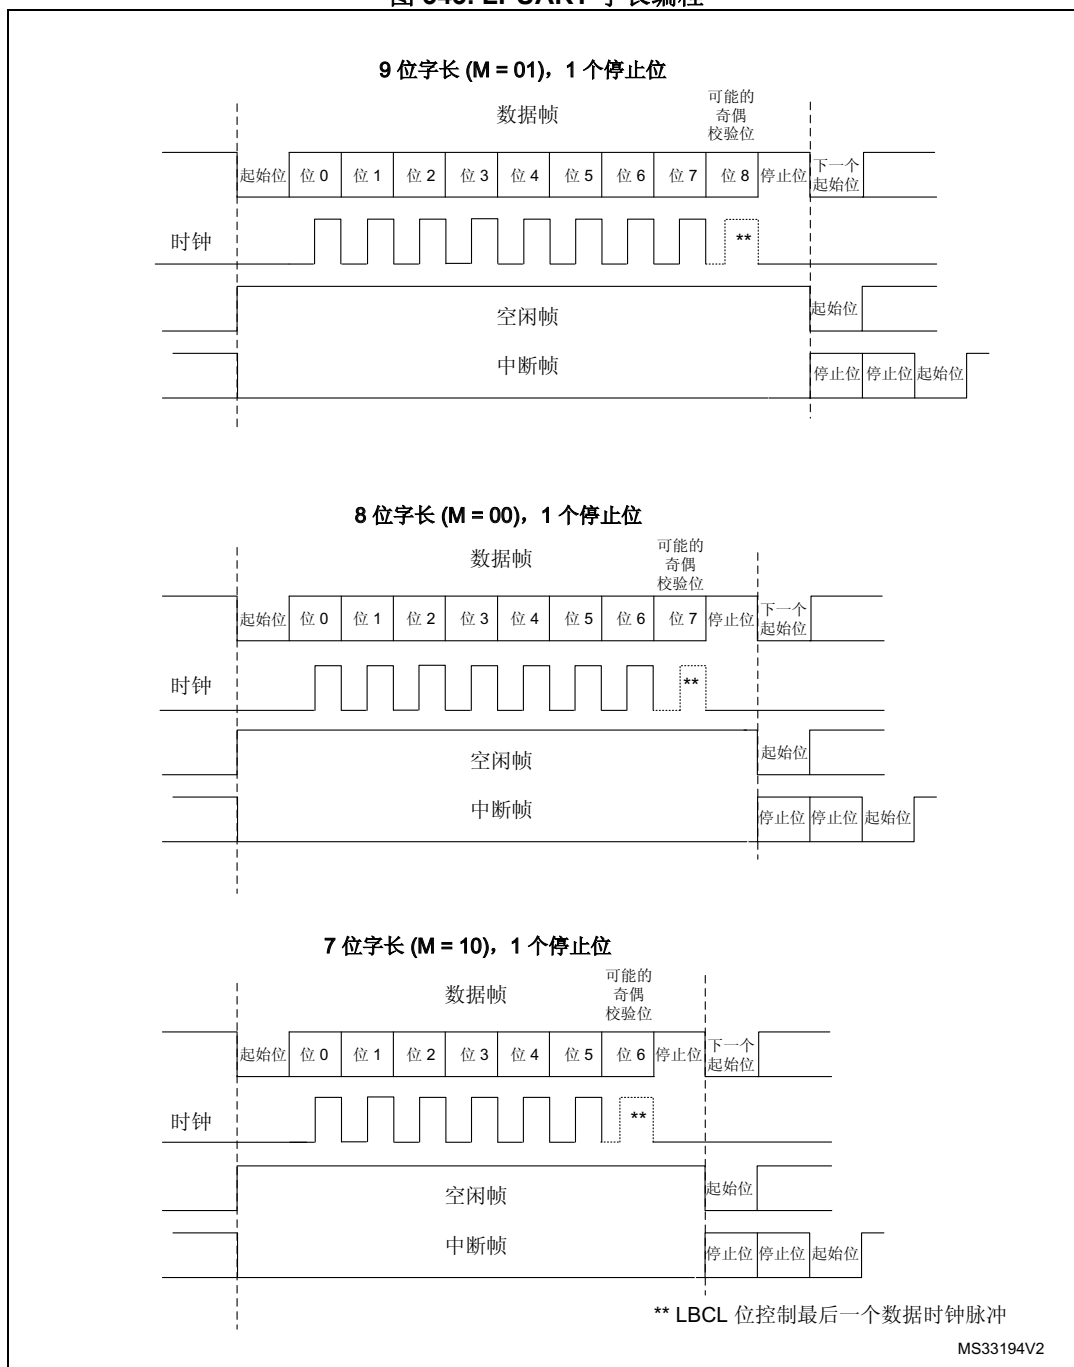 9 位字长 (M = 01)，1 个停止位
数据帧
可能的
奇偶
校验位
起始位 位 0 位 1 位 2 位 3 位 4 位 5 位 6 位 7 位 8 停止位 下一个
起始位
时钟
**
空闲帧
起始位
中断帧
停止位 停止位 起始位
8 位字长 (M = 00)，1 个停止位
数据帧
可能的
奇偶
校验位
起始位 位 0 位 1 位 2 位 3 位 4 位 5 位 6 位 7 停止位 下一个
起始位
时钟
**
空闲帧
起始位
中断帧
停止位 停止位 起始位
7 位字长 (M = 10)，1 个停止位
数据帧
可能的
奇偶
校验位
起始位 位 0 位 1 位 2 位 3 位 4 位 5 位 6 停止位 下一个
起始位
时钟
**
空闲帧
起始位
中断帧
停止位 停止位 起始位
** LBCL 位控制最后一个数据时钟脉冲
MS33194V2